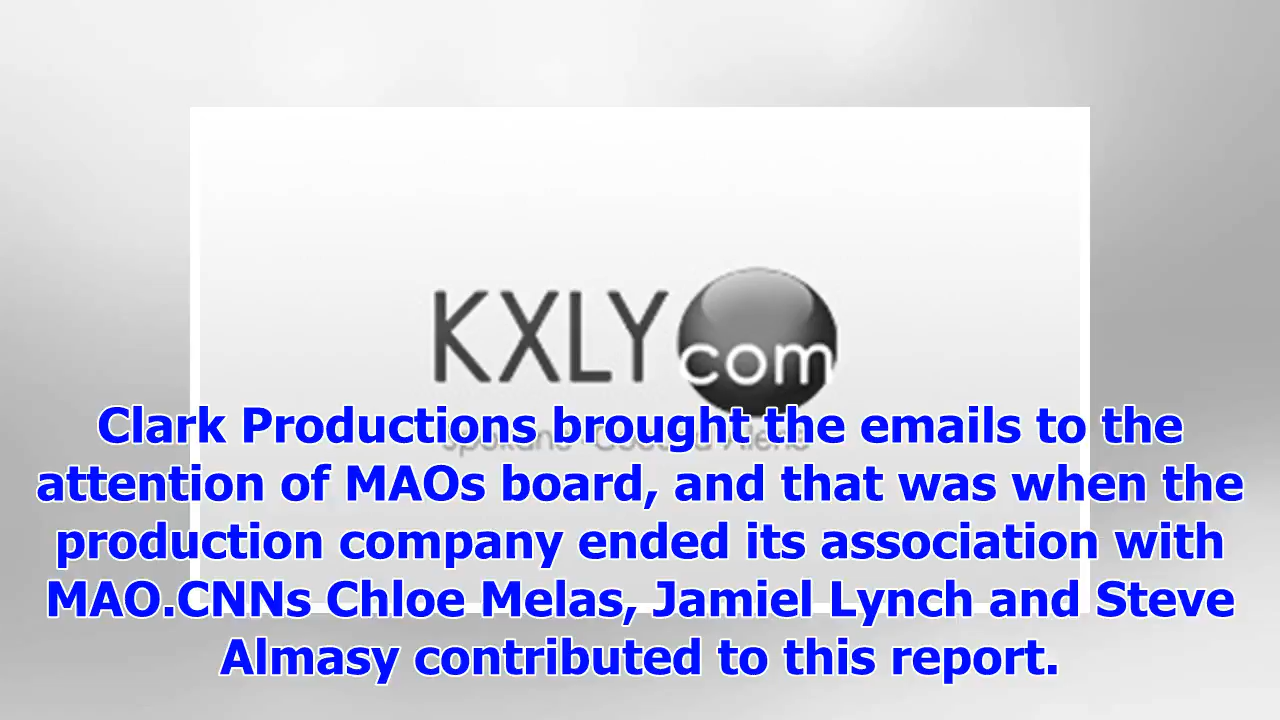 KXLY
com
Clark Productions brought the emails to the
attention of MAOs board, and that was when the
production company ended its association with
MAO.CNNs Chloe Melas, Jamiel Lynch and Steve
Almasy contributed to this report.